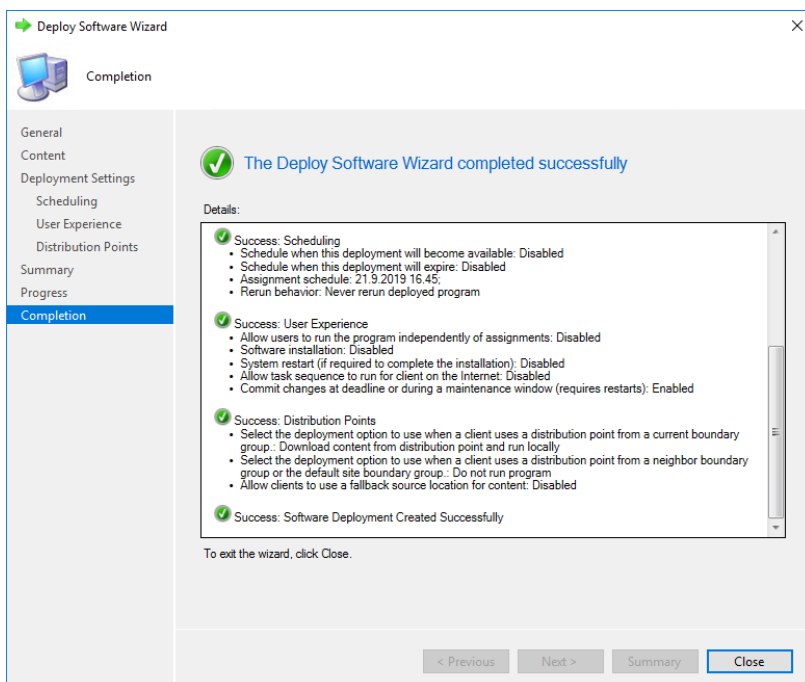 Deploy Software Wizard
Completion
General
Content
Deployment Settings
Scheduling
User Experience
Distribution Points
Summary
Progress
Completion
The Deploy Software Wizard completed successfully
Details:
Success: Scheduling
• Schedule when this deployment will become available: Disabled
• Schedule when this deployment will expire: Disabled
• Assignment schedule: 21.9.2019 16.45;
• Rerun behavior: Never rerun deployed program
Success: User Experience
• Allow users to run the program independently of assignments: Disabled
• Software installation: Disabled
• System restart (if required to complete the installation): Disabled
• Allow task sequence to run for client on the Internet: Disabled
• Commit changes at deadline or during a maintenance window (requires restarts): Enabled
Success: Distribution Points
• Select the deployment option to use when a client uses a distribution point from a current boundary
group.: Download content from distribution point and run locally
• Select the deployment option to use when a client uses a distribution point from a neighbor boundary
group or the default site boundary group.: Do not run program
• Allow clients to use a fallback source location for content: Disabled
Success: Software Deployment Created Successfully
To exit the wizard, click Close.
< Previous
Next >
Summary
Close